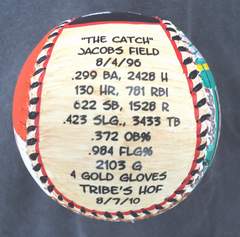 "THE CATCH"
JACOBS FIELD
8/4/96
.299 BA, 2428 H
130 HR, 781 RBI
622 SB, 1528 R
.423 SLG., 3433 TB
.372 OB%
.984 FLG%
2103 G
4 GOLD GLOVES
TRIBE'S HOF
8/7/10